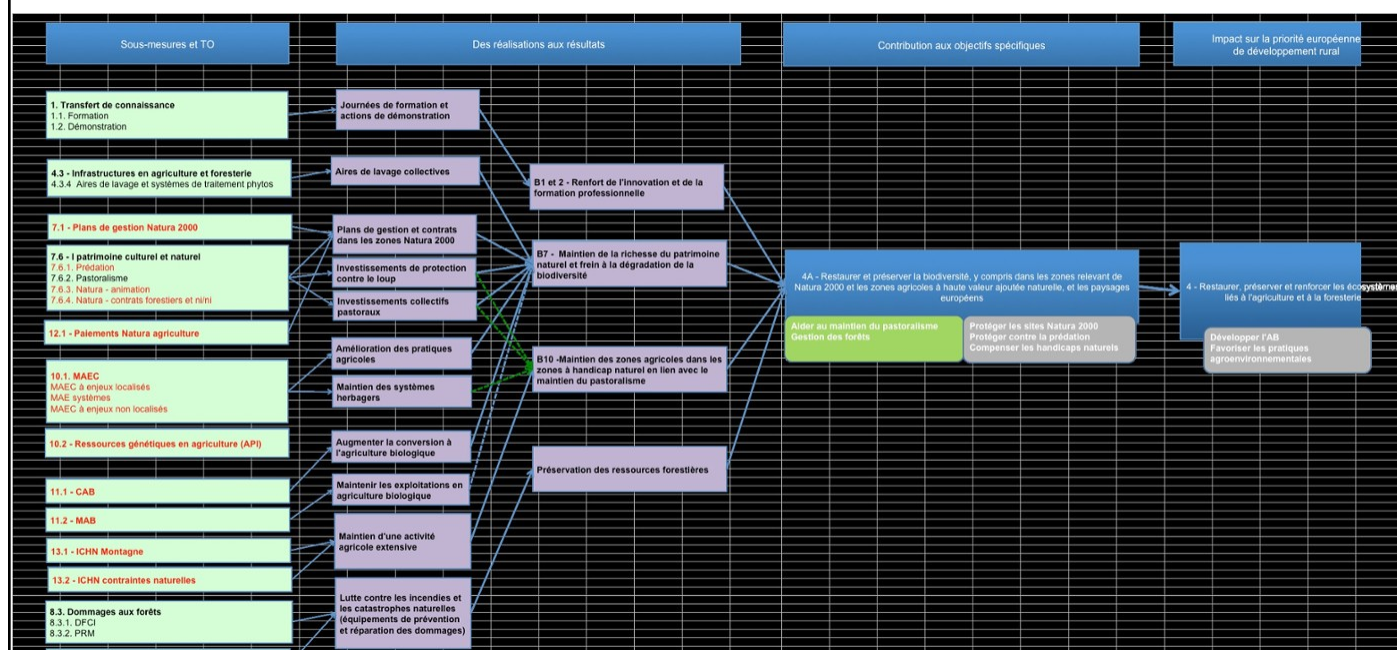 Sous-mesures et TO
Des réalisations aux résultats
Contribution aux objectifs spécifiques
Impact sur la priorité européenne
de développement rural
1. Transfert de connaissance
1.1. Formation
1.2. Démonstration
4.3 - Infrastructures en agriculture et foresterie
4.3.4 Aires de lavage et systèmes de traitement phytos
7.1 - Plans de gestion Natura 2000
7.6 - l patrimoine culturel et naturel
7.6.1. Prédation
7.6.2. Pastoralisme
7.6.3. Natura - animation
7.6.4. Natura - contrats forestiers et ni/ni
12.1 - Paiements Natura agriculture
10.1. MAEC
MAEC à enjeux localisés
MAE systèmes
MAEC à enjeux non localisés
10.2 - Ressources génétiques en agriculture (API)
11.1 - CAB
11.2 - MAB
13.1 - ICHN Montagne
13.2 - ICHN contraintes naturelles
8.3. Dommages aux forêts
8.3.1. DFCI
8.3.2. PRM
Journées de formation et
actions de démonstration
Aires de lavage collectives
Plans de gestion et contrats
dans les zones Natura 2000
Investissements de protection
contre le loup
Investissements collectifs
pastoraux
Amélioration des pratiques
agricoles
Maintien des systèmes
herbagers
Augmenter la conversion à
l'agriculture biologique
Maintenir les exploitations en
agriculture biologique
Maintien d'une activité
agricole extensive
Lutte contre les incendies et
les catastrophes naturelles
(équipements de prévention
et réparation des dommages)
B1 et 2 - Renfort de l'innovation et de la
formation professionnelle
B7 - Maintien de la richesse du patrimoine
naturel et frein à la dégradation de la
biodiversité
B10 -Maintien des zones agricoles dans les
zones à handicap naturel en lien avec le
maintien du pastoralisme
Préservation des ressources forestières
4A - Restaurer et préserver la biodiversité, y compris dans les zones relevant de
Natura 2000 et les zones agricoles à haute valeur ajoutée naturelle, et les paysages
européens
Aider au maintien du pastoralisme
Gestion des forêts
Protéger les sites Natura 2000
Protéger contre la prédation
Compenser les handicaps naturels
4 - Restaurer, préserver et renforcer les écosystèmes
liés à l'agriculture et à la foresterie
Développer l'AB
Favoriser les pratiques
agroenvironnementales